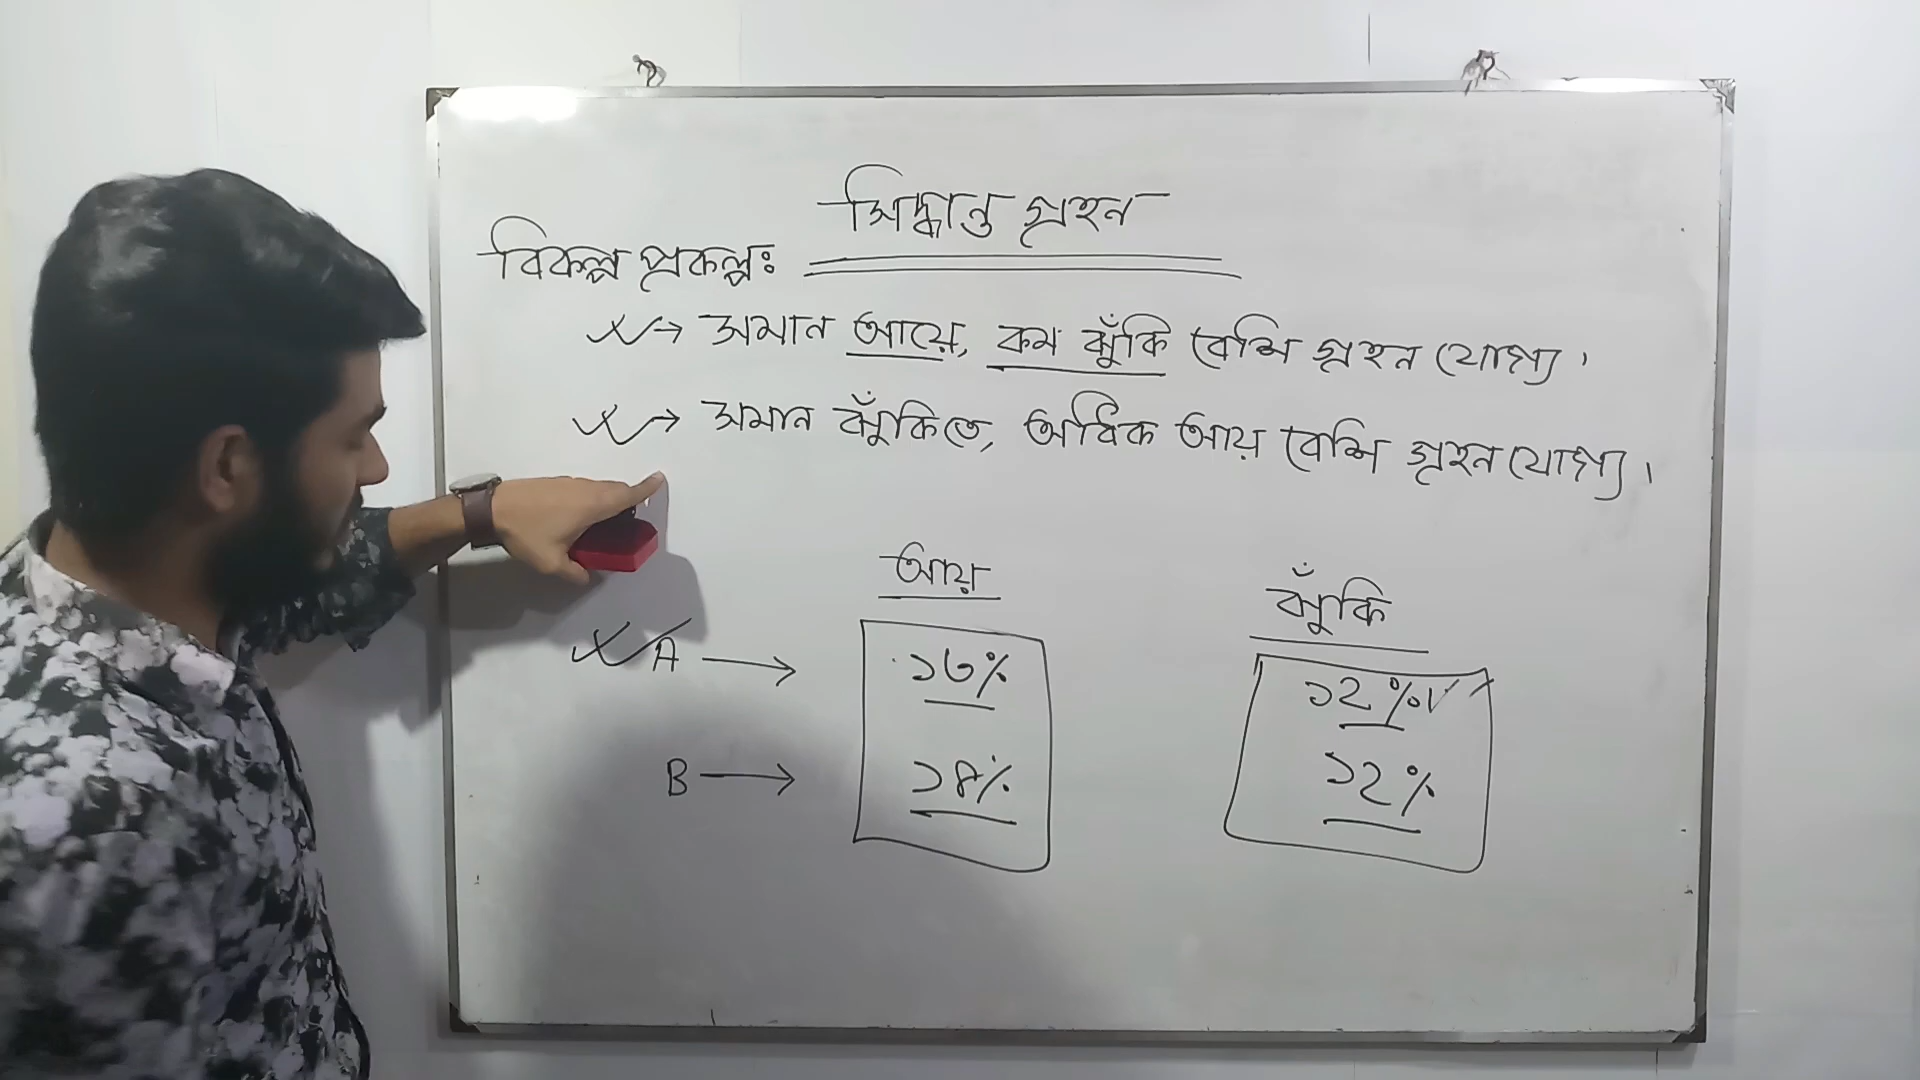 সিদ্ধান্ত গ্রহন
বিকল্প প্রকল্পঃ
→ সমান আয়ে, কম ঝুঁকি বেশি গ্রহন যোগ্য।
→ সমান ঝুঁকিতে, অধিক আয় বেশি গ্রহন যোগ্য।
আয় ঝুঁকি
A → ১৬% ১২%
B → ১৪% ১২%